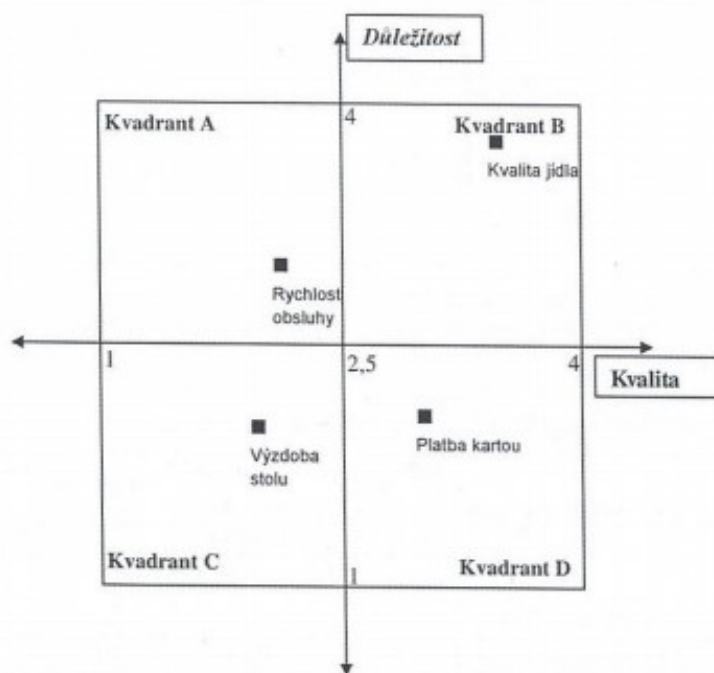 Důležitost
Kvadrant A
4
Kvadrant B
Kvalita jídla
Rychlost
obsluhy
1
2,5
4
Kvalita
Výzdoba
stolu
Platba kartou
Kvadrant C
1
Kvadrant D